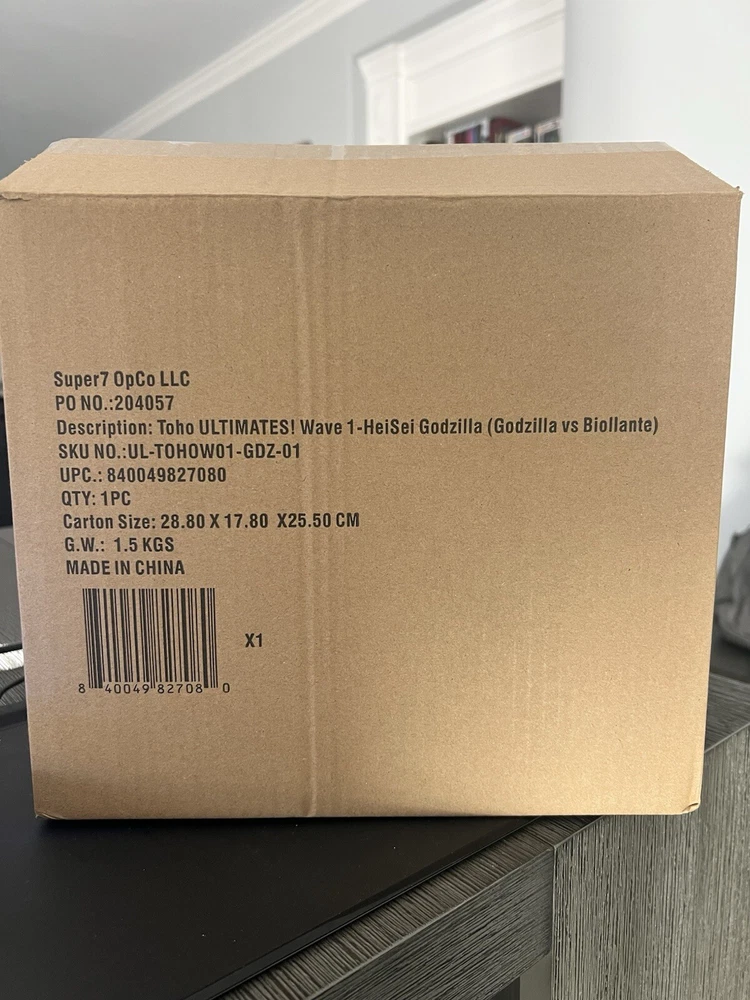 Super7 OpCo LLC
PO NO.:204057
Description: Toho ULTIMATES! Wave 1-HeiSei Godzilla (Godzilla vs Biollante)
SKU NO.:UL-TOHOW01-GDZ-01
UPC.: 840049827080
QTY: 1PC
Carton Size: 28.80 X 17.80 X25.50 CM
G.W.: 1.5 KGS
MADE IN CHINA
X1
8 40049 82708 0